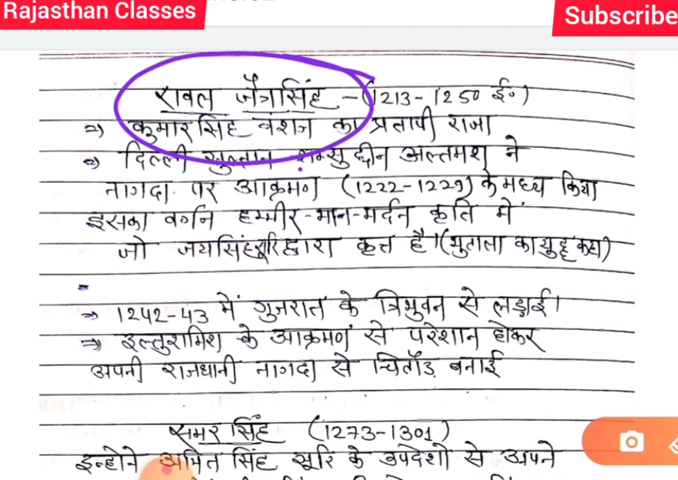 Rajasthan Classes
Subscribe
रावल जैत्रसिंह - (1213-1250 ई०)
⇒ कुमार सिंह वंशज का प्रतापी राजा
⇒ दिल्ली सुल्तान शम्सुद्दीन अल्तमश ने
नागदा पर आक्रमण (1222-1229) के मध्य किया
इसका वर्णन हम्मीर-मान-मर्दन कृति में
जो जयसिंह सूरि द्वारा कृत है। (भुताला का युद्ध कहा)
⇒ 1242-43 में गुजरात के त्रिभुवन से लड़ाई।
⇒ इल्तुतमिश के आक्रमण से परेशान होकर
अपनी राजधानी नागदा से चित्तौड़ बनाई
समर सिंह (1273-1301)
इन्होने अमित सिंह सूरि के उपदेशो से अपने